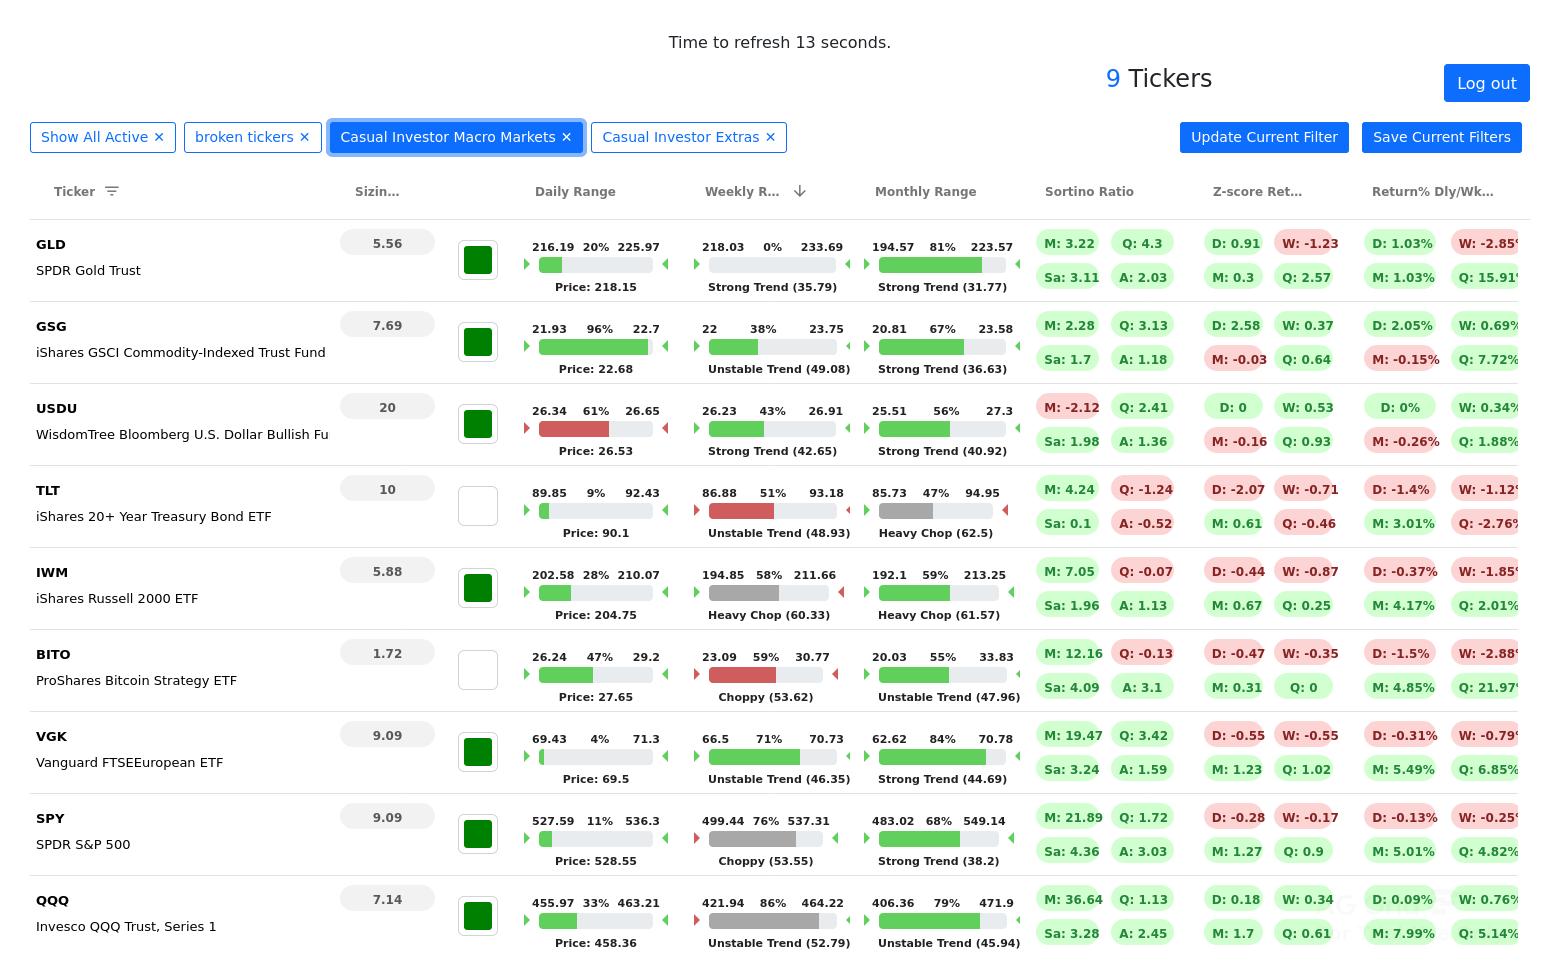 Time to refresh 13 seconds.
9 Tickers
Log out
Show All Active ✕ broken tickers ✕ Casual Investor Macro Markets ✕ Casual Investor Extras ✕ Update Current Filter Save Current Filters
Ticker Sizin... Daily Range Weekly R... Monthly Range Sortino Ratio Z-score Ret... Return% Dly/Wk...
GLD 5.56 216.19 20% 225.97 218.03 0% 233.69 194.57 81% 223.57 M: 3.22 Q: 4.3 D: 0.91 W: -1.23 D: 1.03% W: -2.85%
SPDR Gold Trust Price: 218.15 Strong Trend (35.79) Strong Trend (31.77) Sa: 3.11 A: 2.03 M: 0.3 Q: 2.57 M: 1.03% Q: 15.91%
GSG 7.69 21.93 96% 22.7 22 38% 23.75 20.81 67% 23.58 M: 2.28 Q: 3.13 D: 2.58 W: 0.37 D: 2.05% W: 0.69%
iShares GSCI Commodity-Indexed Trust Fund Price: 22.68 Unstable Trend (49.08) Strong Trend (36.63) Sa: 1.7 A: 1.18 M: -0.03 Q: 0.64 M: -0.15% Q: 7.72%
USDU 20 26.34 61% 26.65 26.23 43% 26.91 25.51 56% 27.3 M: -2.12 Q: 2.41 D: 0 W: 0.53 D: 0% W: 0.34%
WisdomTree Bloomberg U.S. Dollar Bullish Fu Price: 26.53 Strong Trend (42.65) Strong Trend (40.92) Sa: 1.98 A: 1.36 M: -0.16 Q: 0.93 M: -0.26% Q: 1.88%
TLT 10 89.85 9% 92.43 86.88 51% 93.18 85.73 47% 94.95 M: 4.24 Q: -1.24 D: -2.07 W: -0.71 D: -1.4% W: -1.12%
iShares 20+ Year Treasury Bond ETF Price: 90.1 Unstable Trend (48.93) Heavy Chop (62.5) Sa: 0.1 A: -0.52 M: 0.61 Q: -0.46 M: 3.01% Q: -2.76%
IWM 5.88 202.58 28% 210.07 194.85 58% 211.66 192.1 59% 213.25 M: 7.05 Q: -0.07 D: -0.44 W: -0.87 D: -0.37% W: -1.85%
iShares Russell 2000 ETF Price: 204.75 Heavy Chop (60.33) Heavy Chop (61.57) Sa: 1.96 A: 1.13 M: 0.67 Q: 0.25 M: 4.17% Q: 2.01%
BITO 1.72 26.24 47% 29.2 23.09 59% 30.77 20.03 55% 33.83 M: 12.16 Q: -0.13 D: -0.47 W: -0.35 D: -1.5% W: -2.88%
ProShares Bitcoin Strategy ETF Price: 27.65 Choppy (53.62) Unstable Trend (47.96) Sa: 4.09 A: 3.1 M: 0.31 Q: 0 M: 4.85% Q: 21.97%
VGK 9.09 69.43 4% 71.3 66.5 71% 70.73 62.62 84% 70.78 M: 19.47 Q: 3.42 D: -0.55 W: -0.55 D: -0.31% W: -0.79%
Vanguard FTSEEuropean ETF Price: 69.5 Unstable Trend (46.35) Strong Trend (44.69) Sa: 3.24 A: 1.59 M: 1.23 Q: 1.02 M: 5.49% Q: 6.85%
SPY 9.09 527.59 11% 536.3 499.44 76% 537.31 483.02 68% 549.14 M: 21.89 Q: 1.72 D: -0.28 W: -0.17 D: -0.13% W: -0.25%
SPDR S&P 500 Price: 528.55 Choppy (53.55) Strong Trend (38.2) Sa: 4.36 A: 3.03 M: 1.27 Q: 0.9 M: 5.01% Q: 4.82%
QQQ 7.14 455.97 33% 463.21 421.94 86% 464.22 406.36 79% 471.9 M: 36.64 Q: 1.13 D: 0.18 W: 0.34 D: 0.09% W: 0.76%
Invesco QQQ Trust, Series 1 Price: 458.36 Unstable Trend (52.79) Unstable Trend (45.94) Sa: 3.28 A: 2.45 M: 1.7 Q: 0.61 M: 7.99% Q: 5.14%